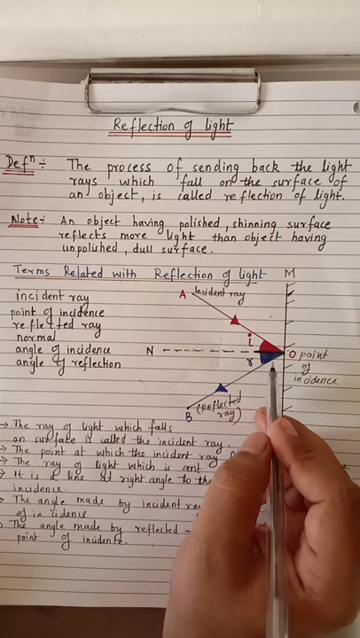 Reflection of light
Defⁿ:- The process of sending back the light
rays which fall on the surface of
an object, is called reflection of light.
Note:- An object having polished, shinning surface
reflects more light than object having
unpolished, dull surface.
Terms Related with Reflection of light
incident ray
point of incidence
reflected ray
normal
angle of incidence
angle of reflection
M
A
Incident ray
i
N
r
O point
of
incidence
B
(Reflected
ray)
→ The ray of light which falls
on surface is called the incident ray.
→ The point at which the incident ray
→ The ray of light which is sent
→ It is a line at right angle to the
incidence.
→ The angle made by incident ray
of incidence
→ The angle made by reflected
point of incidence.